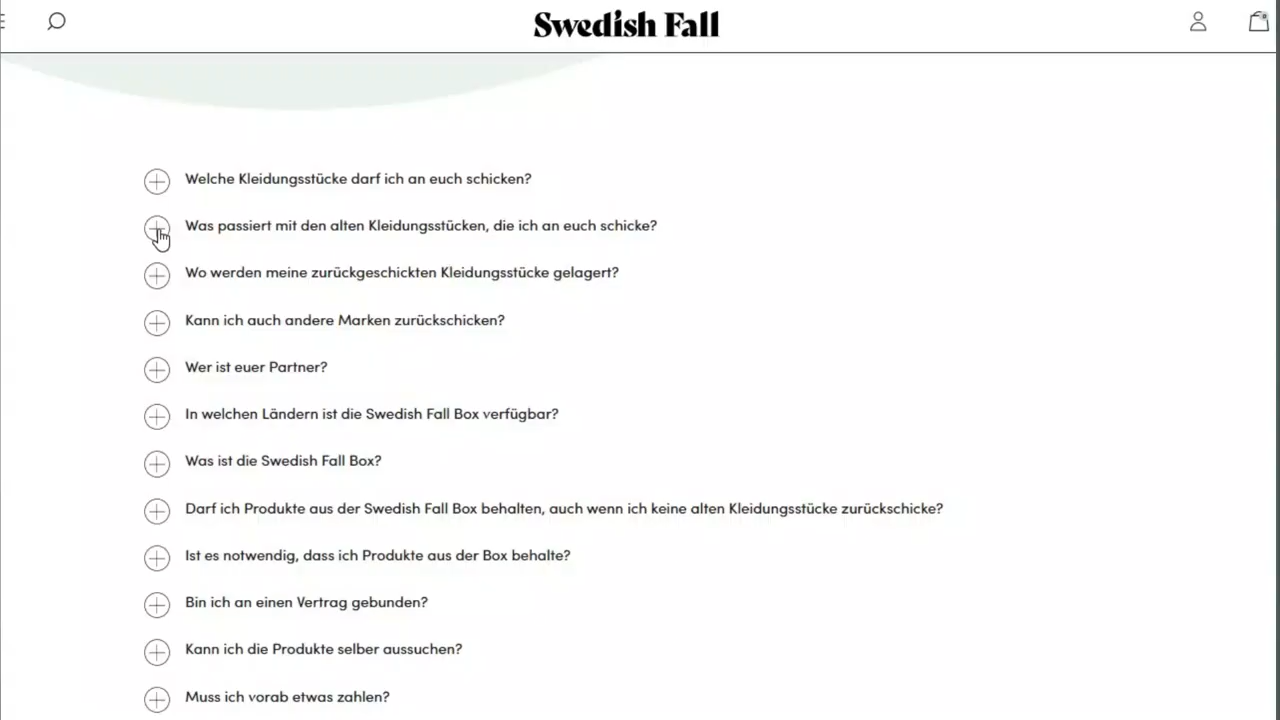 Swedish Fall
Welche Kleidungsstücke darf ich an euch schicken?
Was passiert mit den alten Kleidungsstücken, die ich an euch schicke?
Wo werden meine zurückgeschickten Kleidungsstücke gelagert?
Kann ich auch andere Marken zurückschicken?
Wer ist euer Partner?
In welchen Ländern ist die Swedish Fall Box verfügbar?
Was ist die Swedish Fall Box?
Darf ich Produkte aus der Swedish Fall Box behalten, auch wenn ich keine alten Kleidungsstücke zurückschicke?
Ist es notwendig, dass ich Produkte aus der Box behalte?
Bin ich an einen Vertrag gebunden?
Kann ich die Produkte selber aussuchen?
Muss ich vorab etwas zahlen?